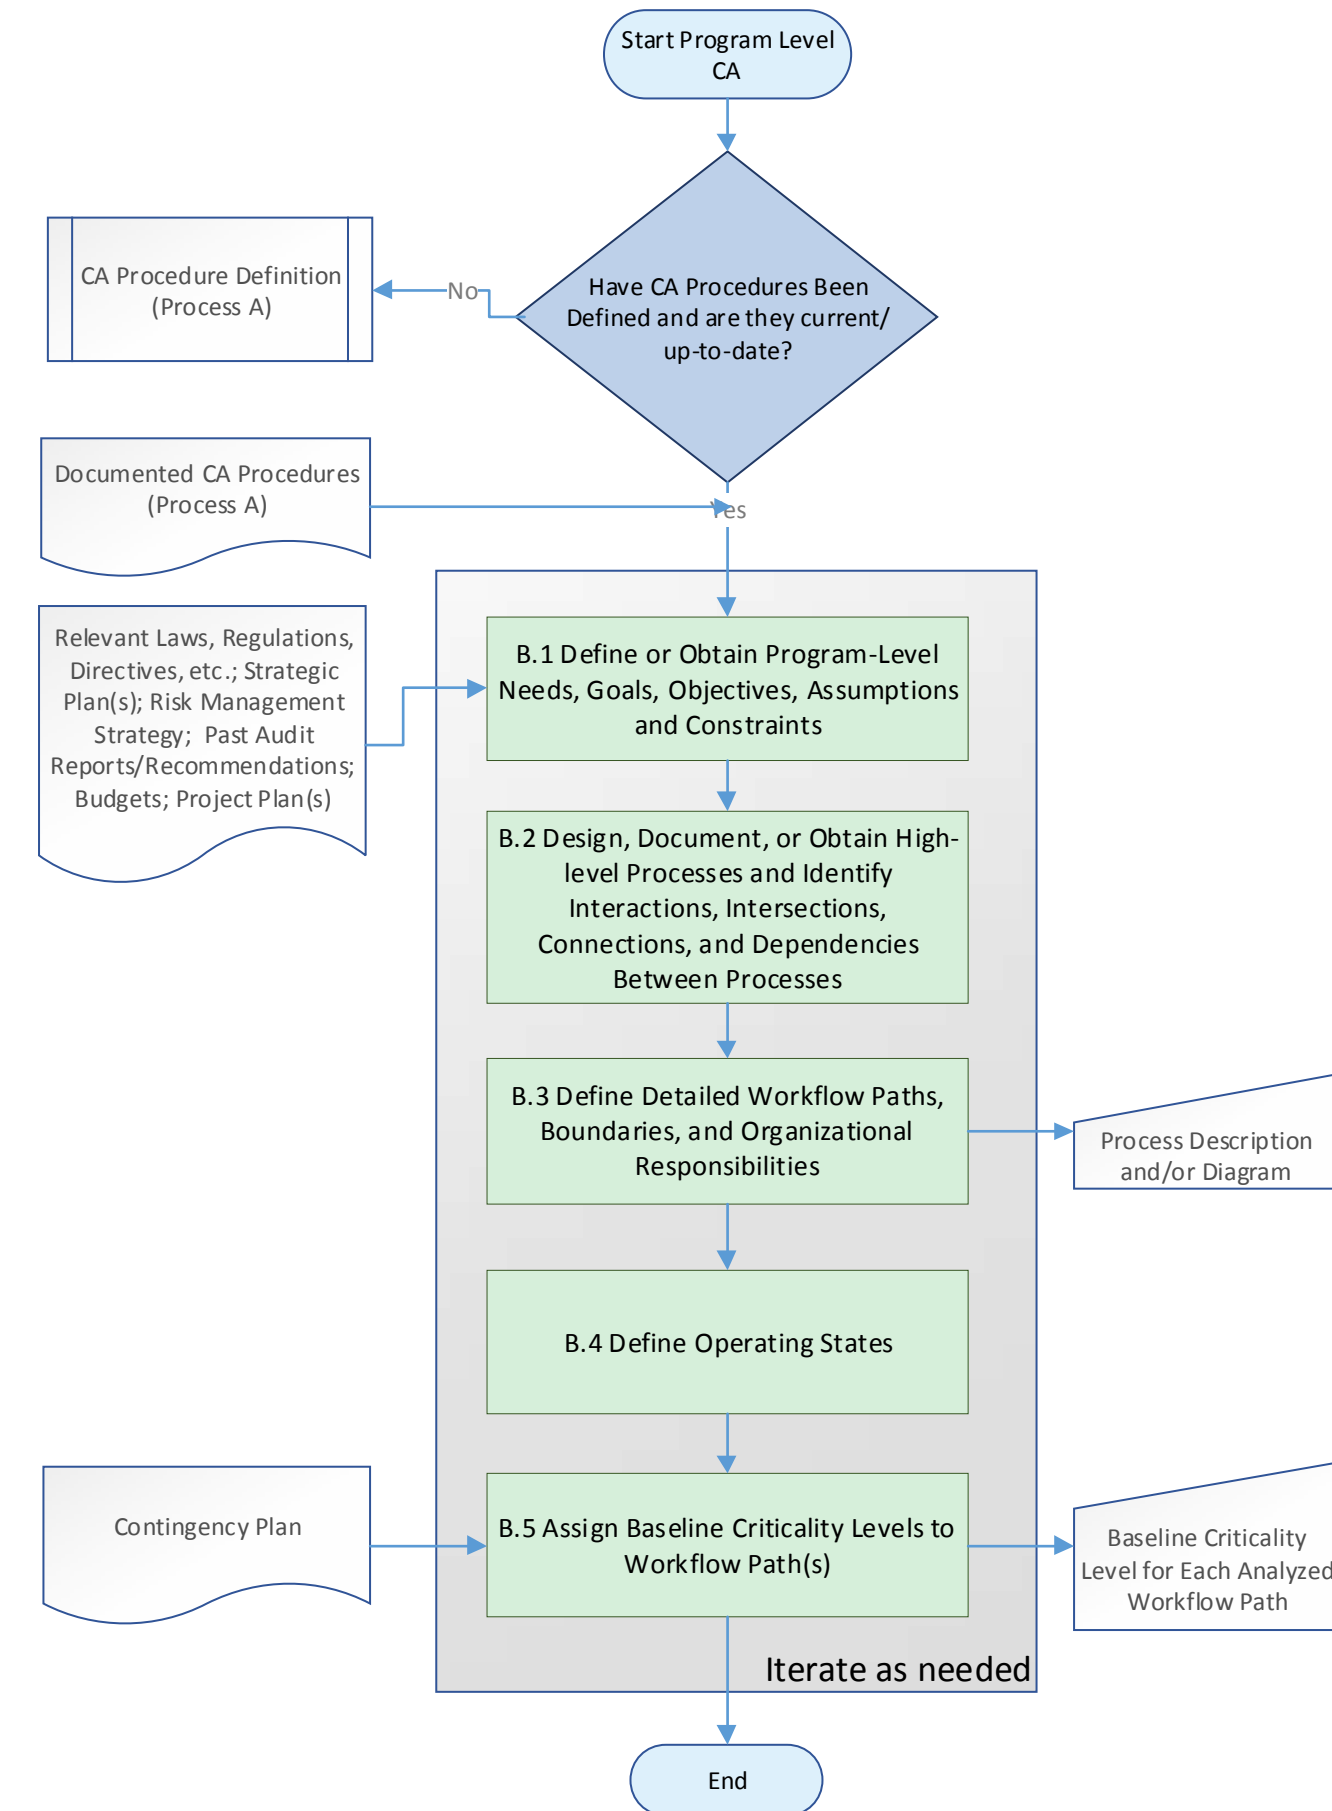 Start Program Level
CA
Have CA Procedures Been
Defined and are they current/
up-to-date?
No
CA Procedure Definition
(Process A)
Documented CA Procedures
(Process A)
Yes
Relevant Laws, Regulations,
Directives, etc.; Strategic
Plan(s); Risk Management
Strategy; Past Audit
Reports/Recommendations;
Budgets; Project Plan(s)
B.1 Define or Obtain Program-Level
Needs, Goals, Objectives, Assumptions
and Constraints
B.2 Design, Document, or Obtain High-
level Processes and Identify
Interactions, Intersections,
Connections, and Dependencies
Between Processes
B.3 Define Detailed Workflow Paths,
Boundaries, and Organizational
Responsibilities
Process Description
and/or Diagram
B.4 Define Operating States
Contingency Plan
B.5 Assign Baseline Criticality Levels to
Workflow Path(s)
Baseline Criticality
Level for Each Analyzed
Workflow Path
Iterate as needed
End